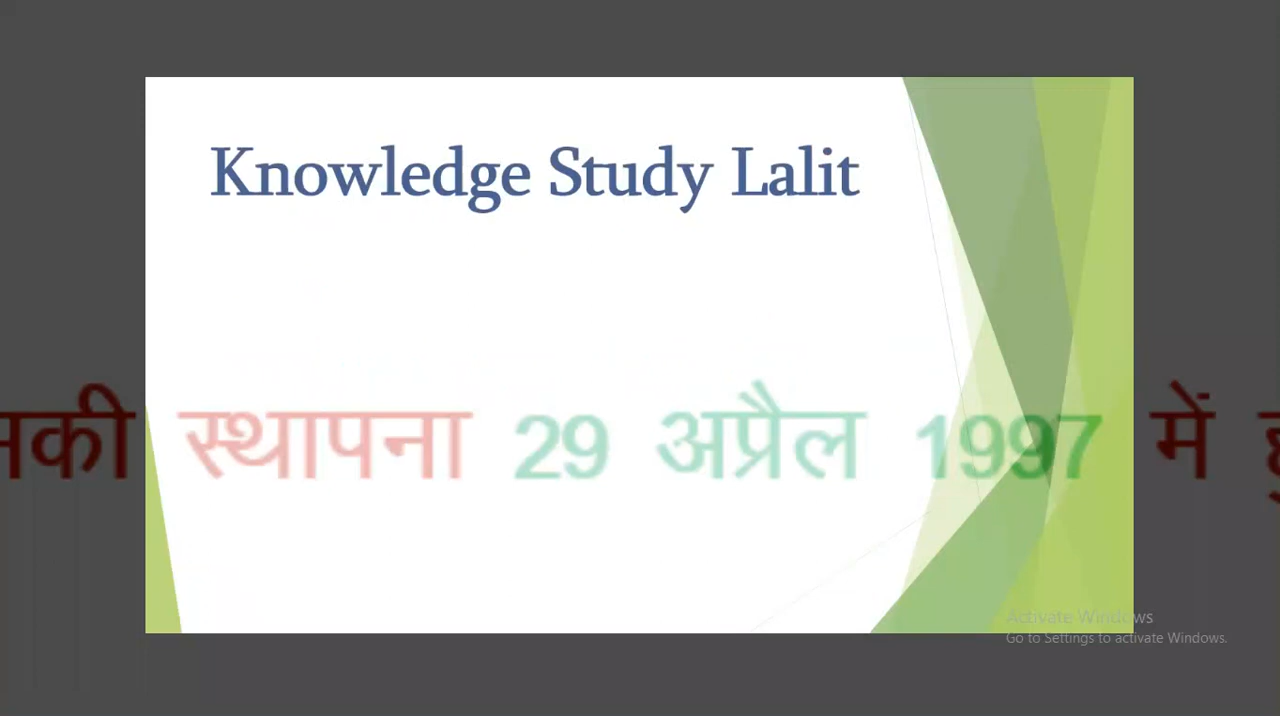 Knowledge Study Lalit
स्थापना 29 अप्रैल 1997 में
Activate Windows
Go to Settings to activate Windows.